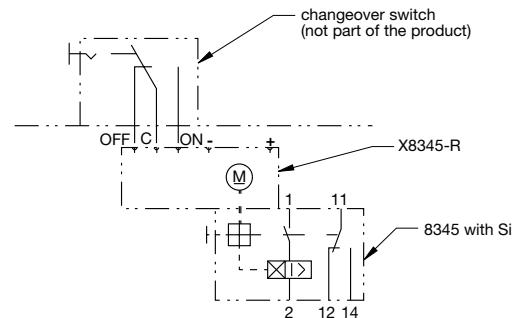 changeover switch
(not part of the product)
OFF C ON - +
X8345-R
M
1 11
8345 with Si
I>
2 12 14